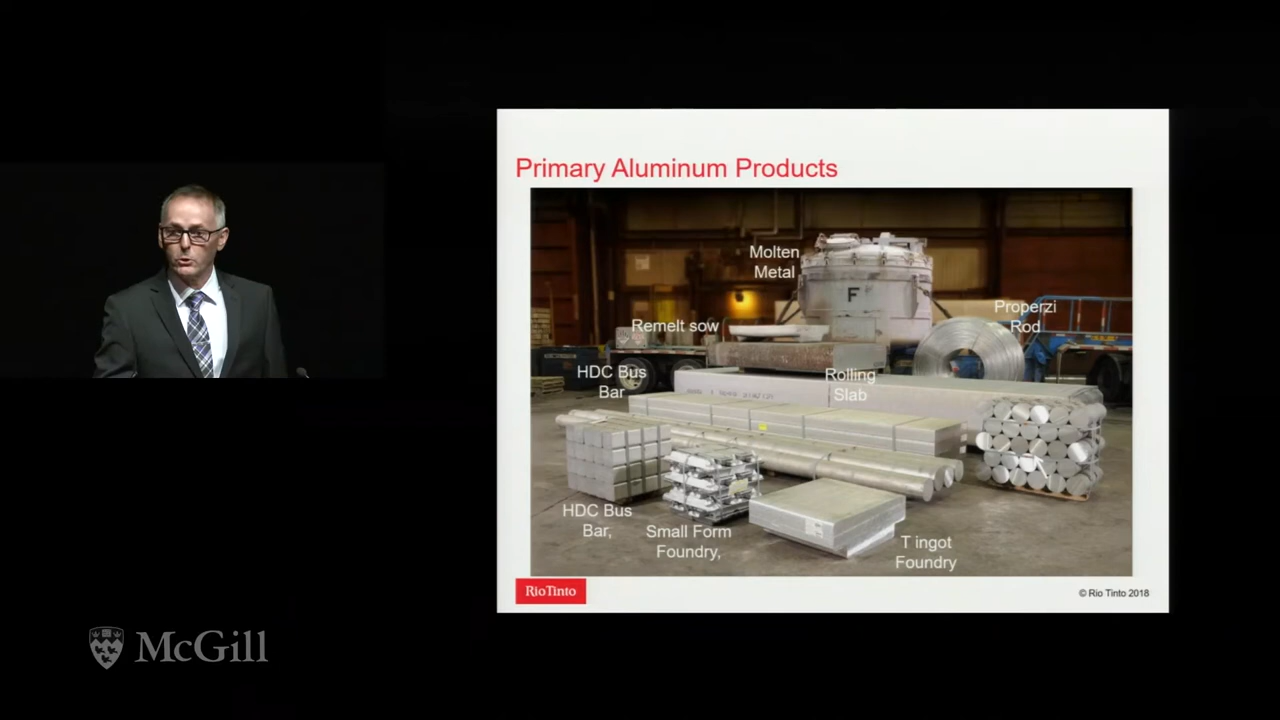 Primary Aluminum Products
Molten
Metal
F
Properzi
Rod
Remelt sow
HDC Bus
Bar
Rolling
Slab
HDC Bus
Bar,
Small Form
Foundry,
T ingot
Foundry
RioTinto
© Rio Tinto 2018
McGill